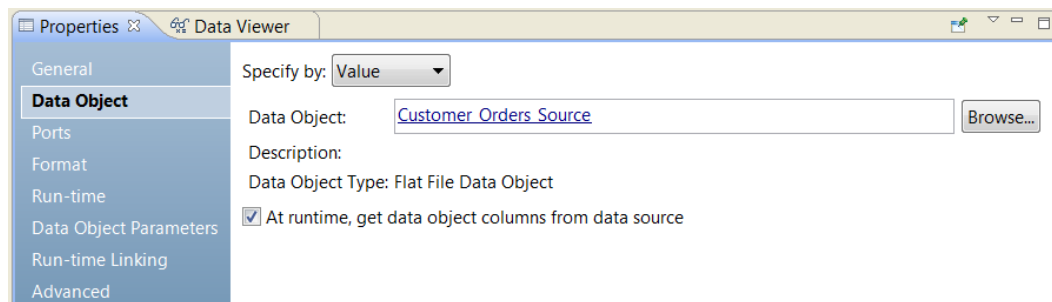 Properties Data Viewer
General
Data Object
Ports
Format
Run-time
Data Object Parameters
Run-time Linking
Advanced
Specify by: Value
Data Object: Customer_Orders_Source Browse...
Description:
Data Object Type: Flat File Data Object
At runtime, get data object columns from data source